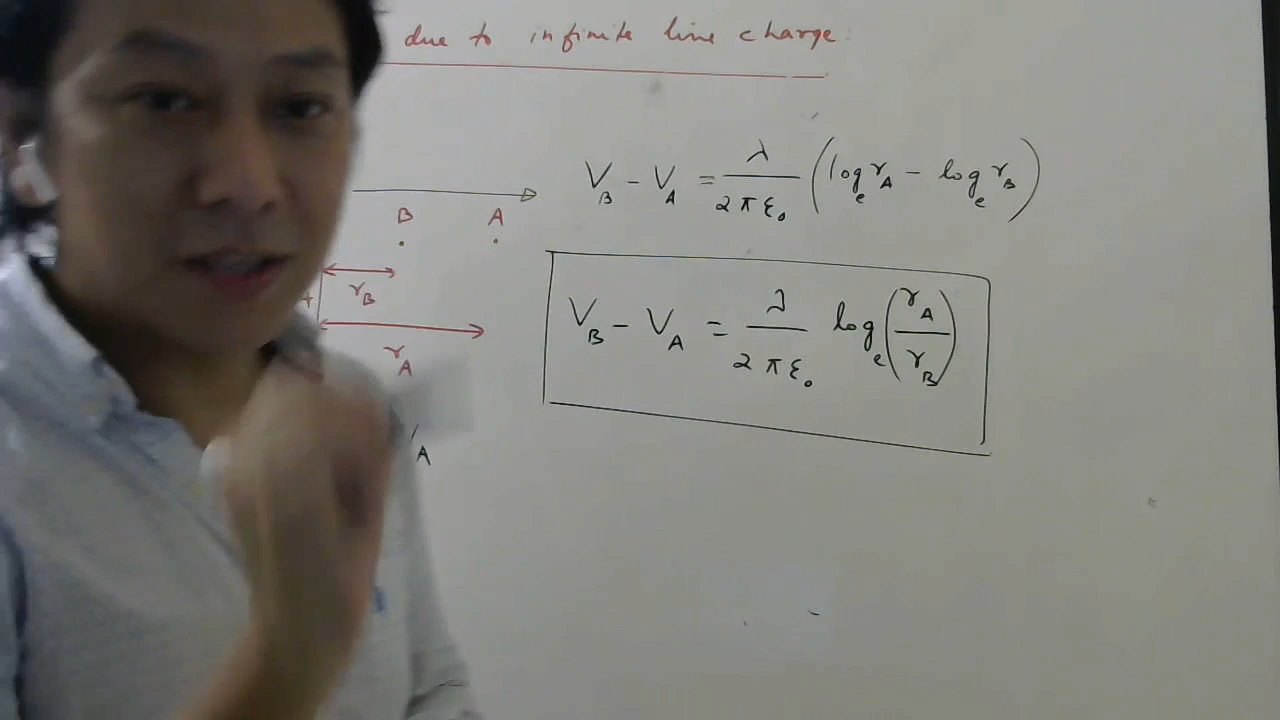 due to infinite line charge
V_B - V_A = λ/2πε₀ (log_e r_A - log_e r_B)
B A
r_B
r_A
V_B - V_A = λ/2πε₀ log_e (r_A/r_B)
A